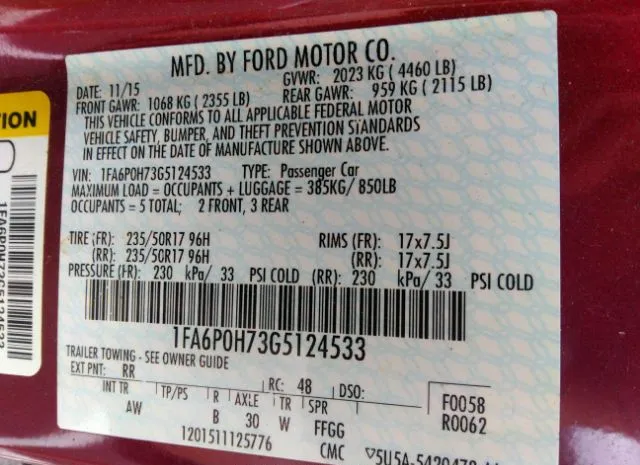 MFD. BY FORD MOTOR CO.
DATE: 11/15 GVWR: 2023 KG (4460 LB)
FRONT GAWR: 1068 KG (2355 LB) REAR GAWR: 959 KG (2115 LB)
THIS VEHICLE CONFORMS TO ALL APPLICABLE FEDERAL MOTOR
VEHICLE SAFETY, BUMPER, AND THEFT PREVENTION STANDARDS
IN EFFECT ON THE DATE OF MANUFACTURE SHOWN ABOVE.
VIN: 1FA6P0H73G5124533 TYPE: Passenger Car
MAXIMUM LOAD = OCCUPANTS + LUGGAGE = 385KG/ 850LB
OCCUPANTS = 5 TOTAL; 2 FRONT, 3 REAR
TIRE (FR): 235/50R17 96H RIMS (FR): 17x7.5J
(RR): 235/50R17 96H (RR): 17x7.5J
PRESSURE (FR): 230 kPa/ 33 PSI COLD (RR): 230 kPa/ 33 PSI COLD
1FA6P0H73G5124533
TRAILER TOWING - SEE OWNER GUIDE
EXT PNT: RR RC: 48 DSO: F0058
R0062
INT TR TP/PS R AXLE TR SPR
AW B 30 W FFGG
1201511125776 CMC
TION
1FA6P0H73G5124533